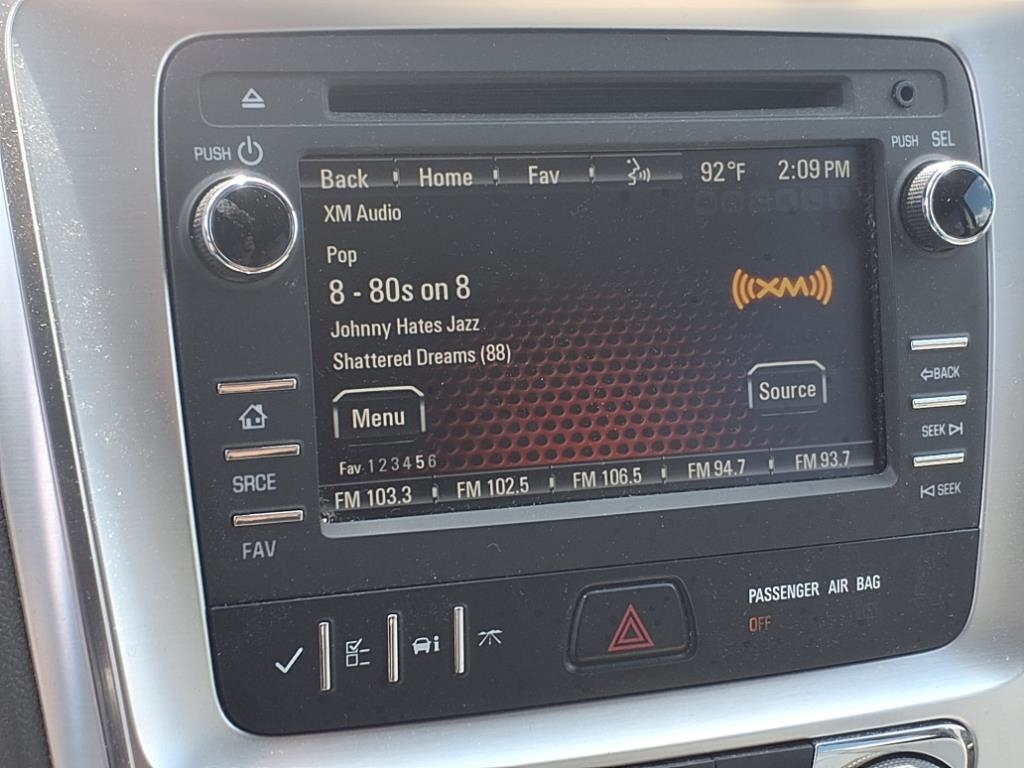 PUSH
PUSH SEL
Back Home Fav 92°F 2:09 PM
XM Audio
Pop
8 - 80s on 8
((XM))
Johnny Hates Jazz
Shattered Dreams (88)
Menu
Source
Fav 1 2 3 4 5 6
FM 103.3 FM 102.5 FM 106.5 FM 94.7 FM 93.7
SRCE
FAV
BACK
SEEK
SEEK
PASSENGER AIR BAG
OFF